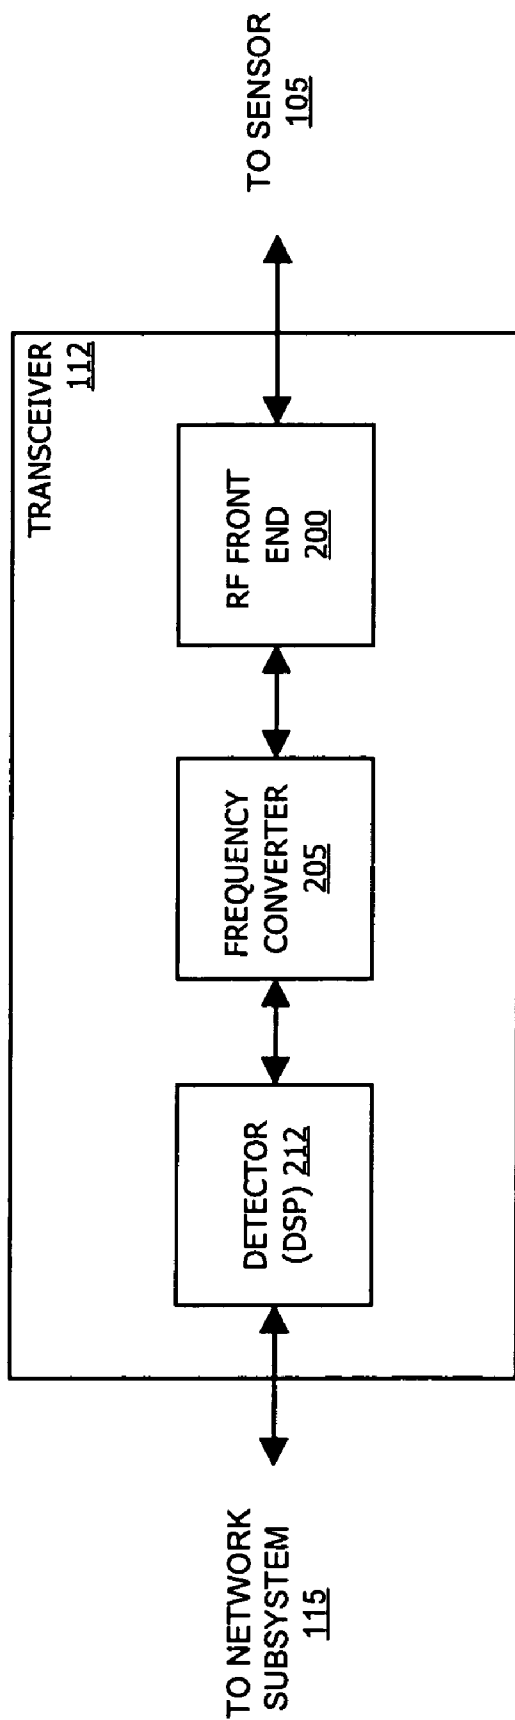 TRANSCEIVER
112
TO NETWORK
SUBSYSTEM
115
DETECTOR
(DSP) 212
FREQUENCY
CONVERTER
205
RF FRONT
END
200
TO SENSOR
105